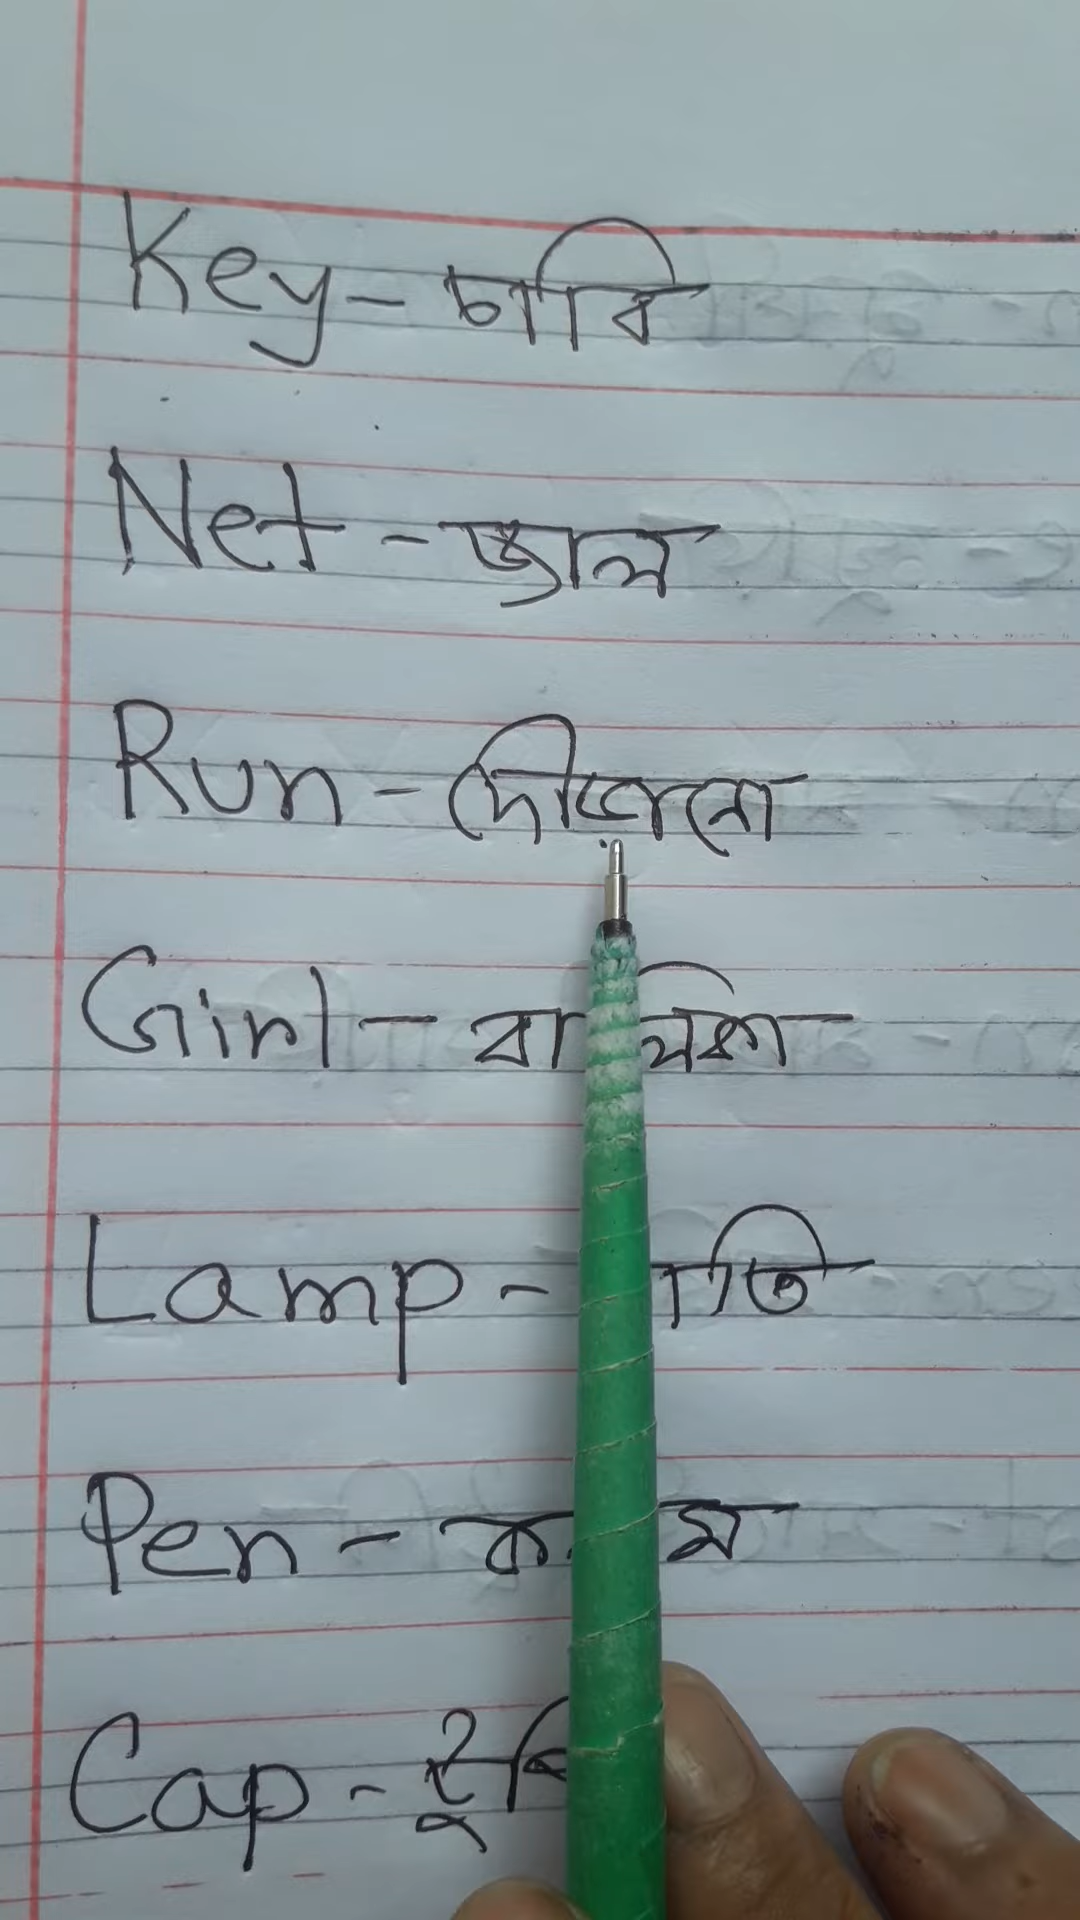 Key - চাবি
Net - জাল
Run - দৌড়ানো
Girl - বালিকা
Lamp -
Pen -
Cap -